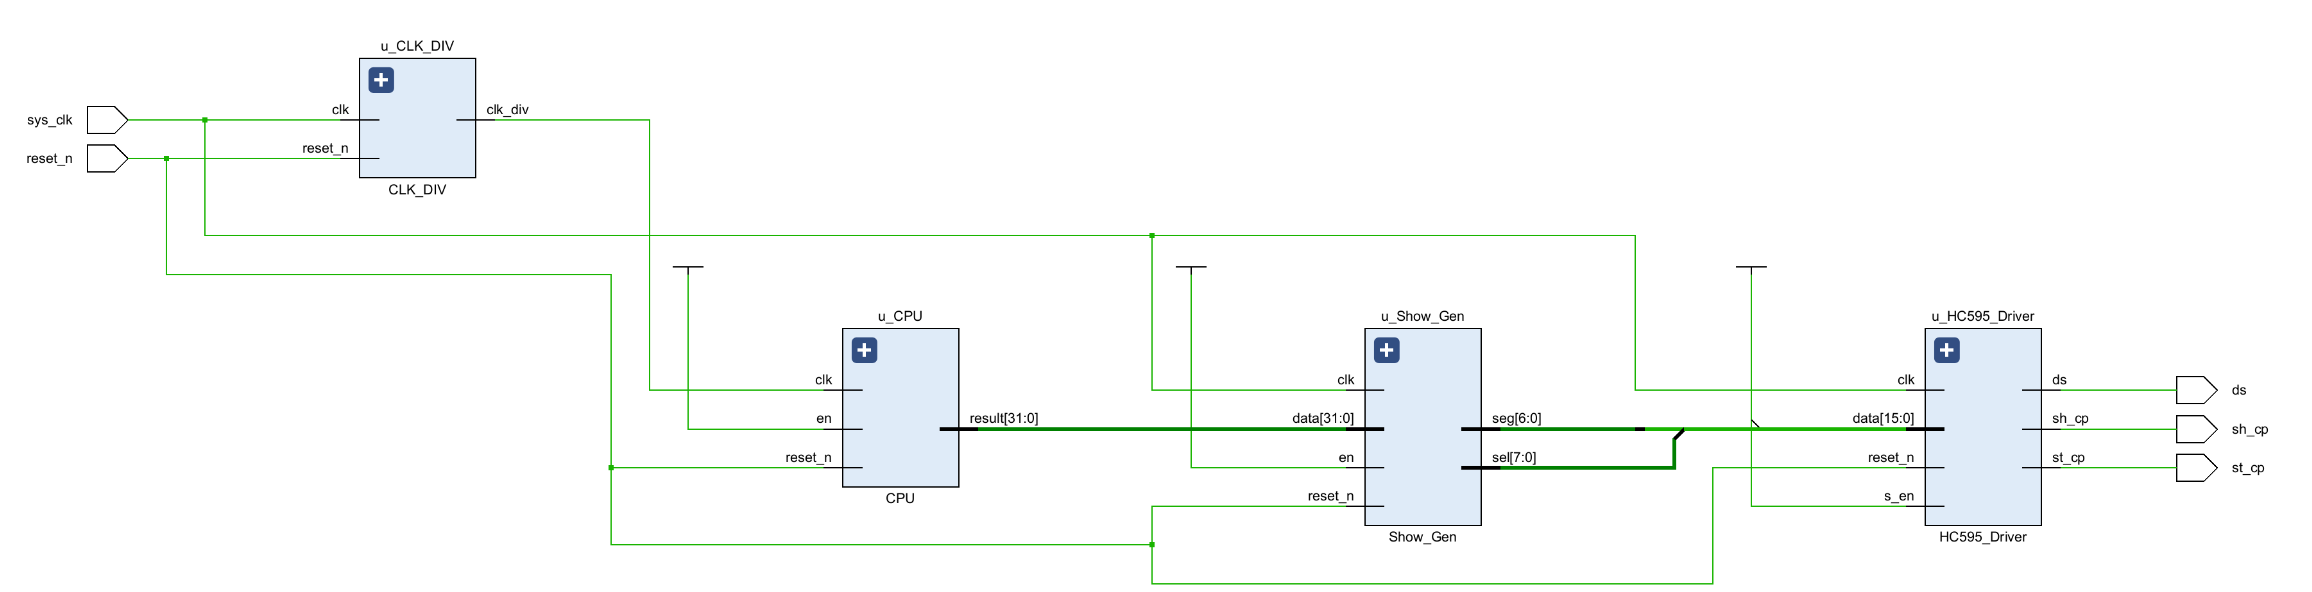 u_CLK_DIV
sys_clk
clk
clk_div
reset_n
reset_n
CLK_DIV
u_CPU
clk
en
result[31:0]
reset_n
CPU
u_Show_Gen
clk
data[31:0]
seg[6:0]
en
sel[7:0]
reset_n
Show_Gen
u_HC595_Driver
clk
ds
ds
data[15:0]
sh_cp
sh_cp
reset_n
st_cp
st_cp
s_en
HC595_Driver